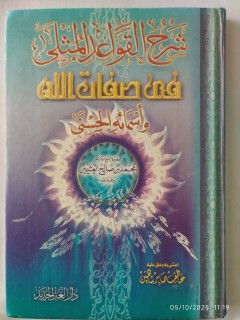 شرح القواعد المثلى
في صفات الله
وأسمائه الحسنى
محمد بن صالح العثيمين
دار الغد الجديد
05/10/2025 11:19